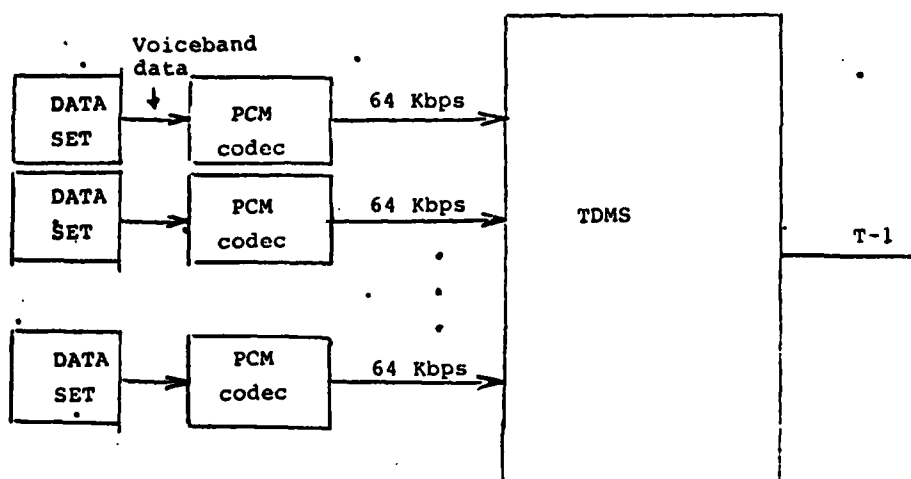 Voiceband
data
DATA
SET
PCM
codec
64 Kbps
DATA
SET
PCM
codec
64 Kbps
TDMS
T-1
DATA
SET
PCM
codec
64 Kbps